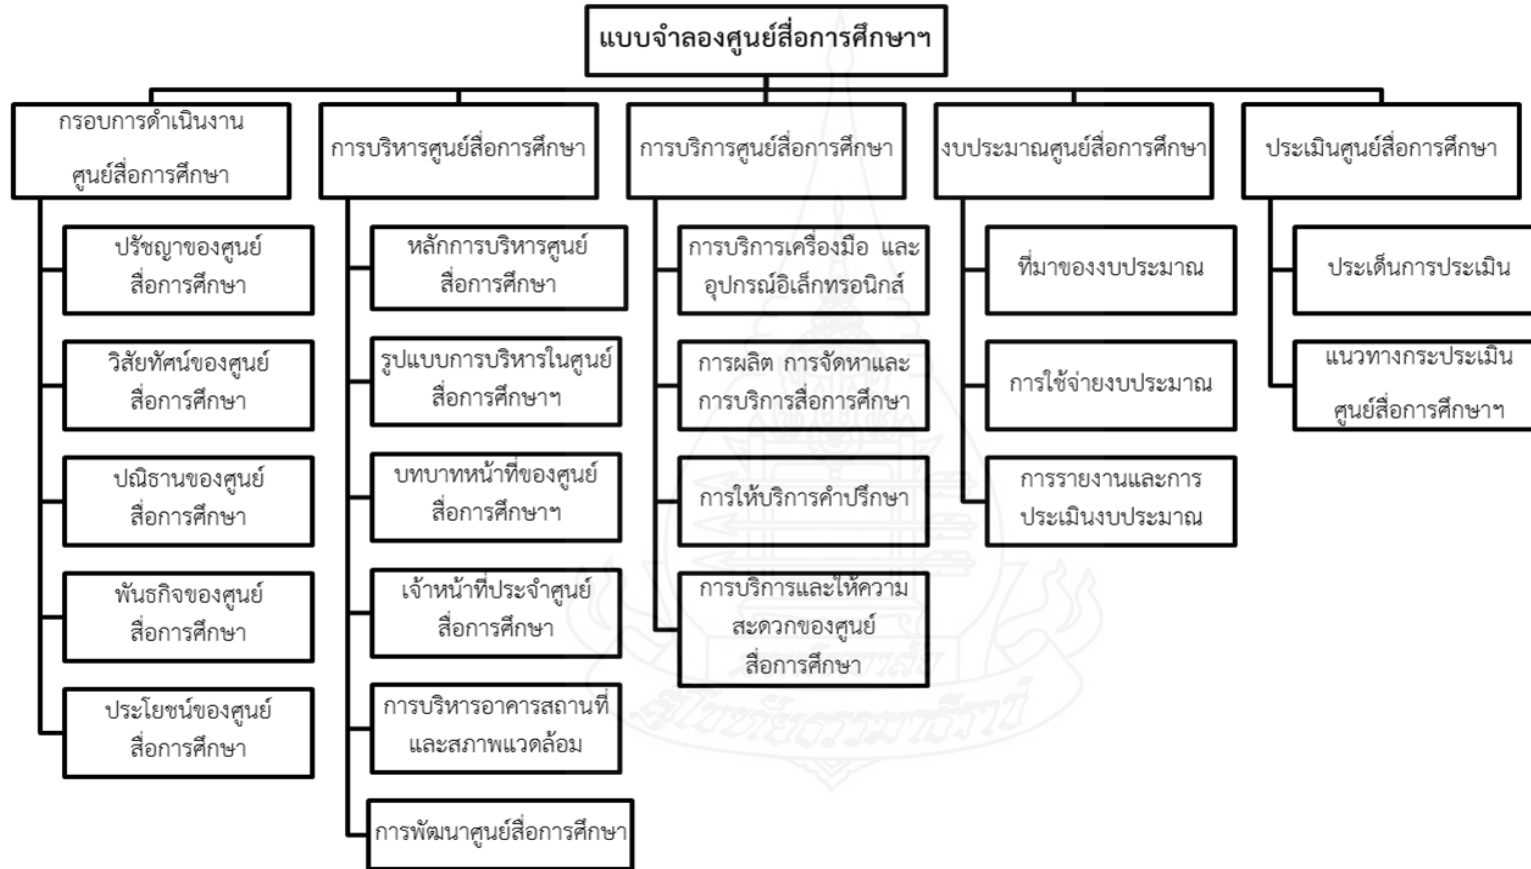 แบบจำลองศูนย์สื่อการศึกษาฯ
กรอบการดำเนินงาน
ศูนย์สื่อการศึกษา
ปรัชญาของศูนย์
สื่อการศึกษา
วิสัยทัศน์ของศูนย์
สื่อการศึกษา
ปณิธานของศูนย์
สื่อการศึกษา
พันธกิจของศูนย์
สื่อการศึกษา
ประโยชน์ของศูนย์
สื่อการศึกษา
การบริหารศูนย์สื่อการศึกษา
หลักการบริหารศูนย์
สื่อการศึกษา
รูปแบบการบริหารในศูนย์
สื่อการศึกษาฯ
บทบาทหน้าที่ของศูนย์
สื่อการศึกษาฯ
เจ้าหน้าที่ประจำศูนย์
สื่อการศึกษา
การบริหารอาคารสถานที่
และสภาพแวดล้อม
การพัฒนาศูนย์สื่อการศึกษา
การบริการศูนย์สื่อการศึกษา
การบริการเครื่องมือ และ
อุปกรณ์อิเล็กทรอนิกส์
การผลิต การจัดหาและ
การบริการสื่อการศึกษา
การให้บริการคำปรึกษา
การบริการและให้ความ
สะดวกของศูนย์
สื่อการศึกษา
งบประมาณศูนย์สื่อการศึกษา
ที่มาของงบประมาณ
การใช้จ่ายงบประมาณ
การรายงานและการ
ประเมินงบประมาณ
ประเมินศูนย์สื่อการศึกษา
ประเด็นการประเมิน
แนวทางกระประเมิน
ศูนย์สื่อการศึกษาฯ
มหาวิทยาลัย
สุโขทัยธรรมาธิราช